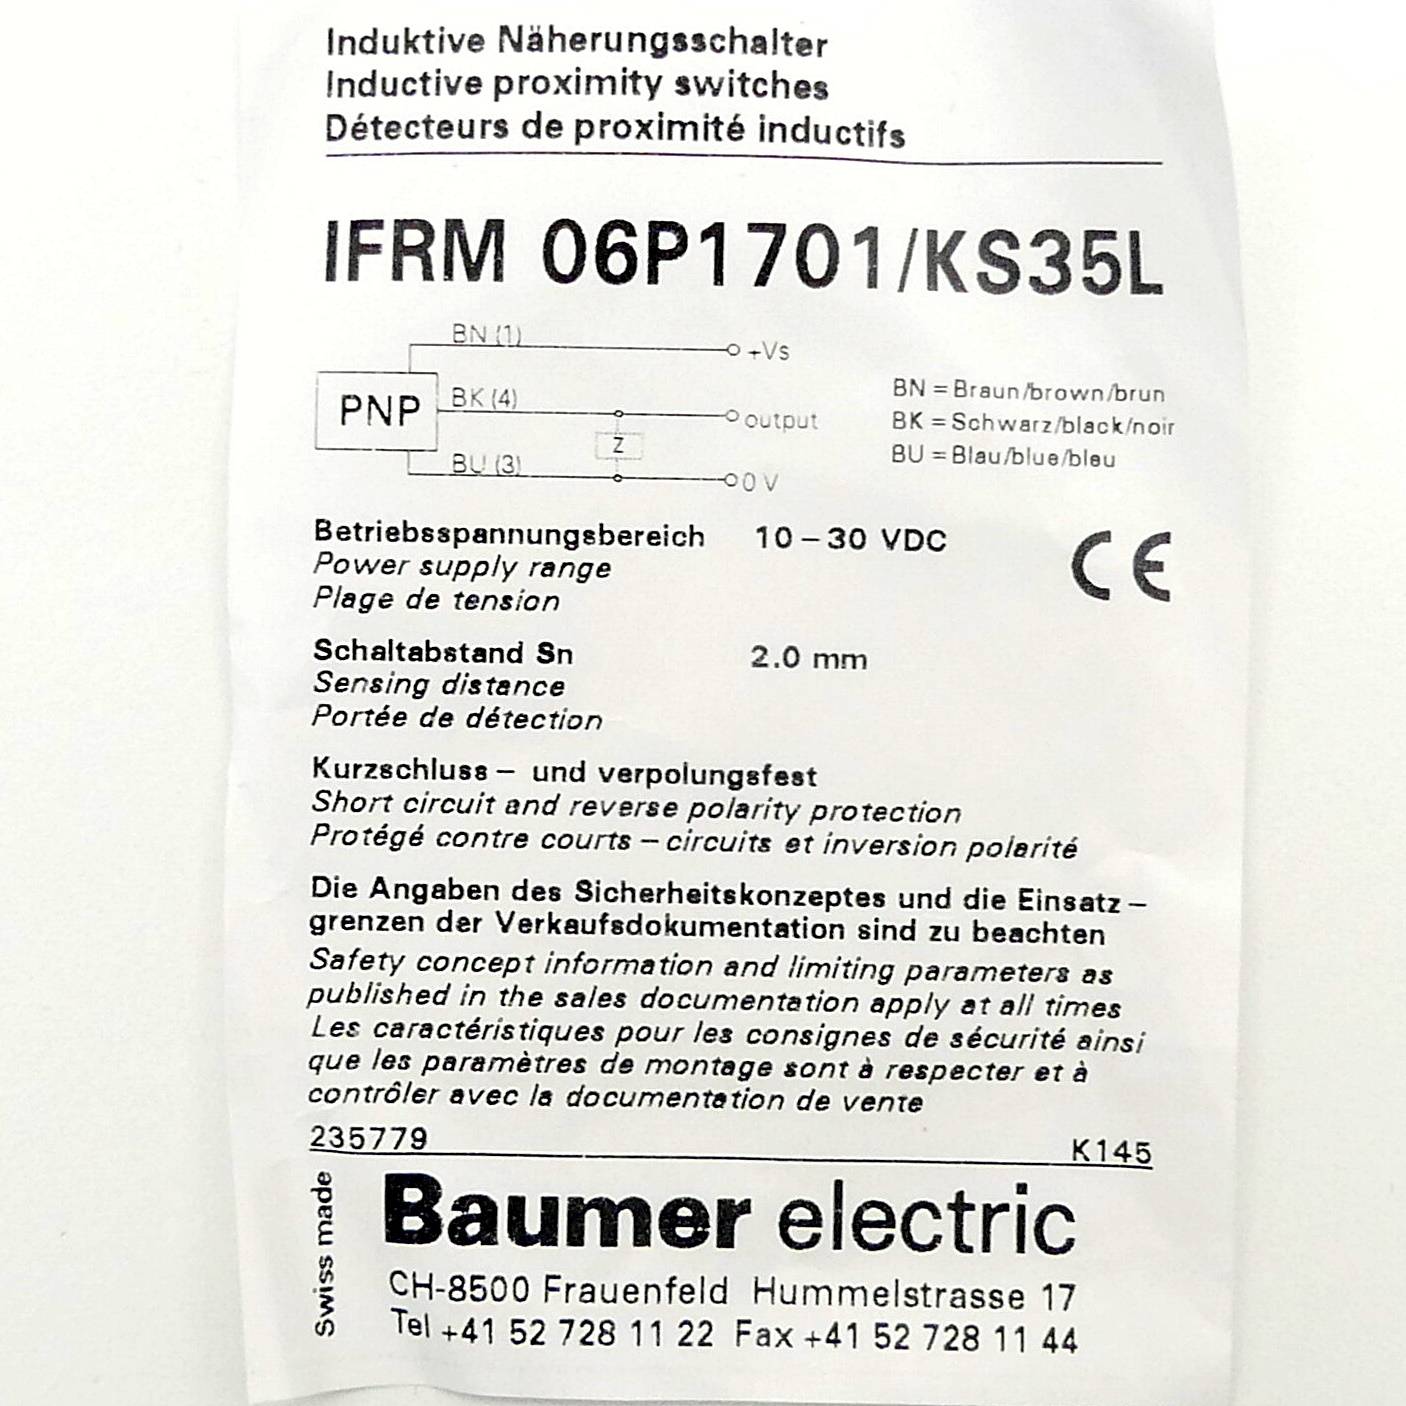 Induktive Näherungsschalter
Inductive proximity switches
Détecteurs de proximité inductifs
IFRM 06P1701/KS35L
BN (1)
+Vs
PNP
BK (4)
output
Z
BU (3)
0 V
BN = Braun/brown/brun
BK = Schwarz/black/noir
BU = Blau/blue/bleu
Betriebsspannungsbereich 10 – 30 VDC
Power supply range
Plage de tension
CE
Schaltabstand Sn 2.0 mm
Sensing distance
Portée de détection
Kurzschluss – und verpolungsfest
Short circuit and reverse polarity protection
Protégé contre courts – circuits et inversion polarité
Die Angaben des Sicherheitskonzeptes und die Einsatz –
grenzen der Verkaufsdokumentation sind zu beachten
Safety concept information and limiting parameters as
published in the sales documentation apply at all times
Les caractéristiques pour les consignes de sécurité ainsi
que les paramètres de montage sont à respecter et à
contrôler avec la documentation de vente
235779 K145
Swiss made
Baumer electric
CH-8500 Frauenfeld Hummelstrasse 17
Tel +41 52 728 11 22 Fax +41 52 728 11 44